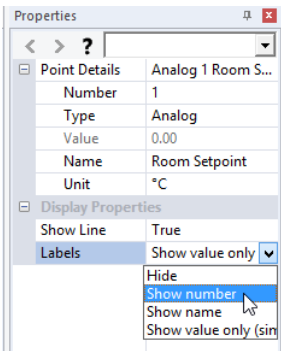 Properties
?
Point Details Analog 1 Room S...
Number 1
Type Analog
Value 0.00
Name Room Setpoint
Unit °C
Display Properties
Show Line True
Labels Show value only
Hide
Show number
Show name
Show value only (sim